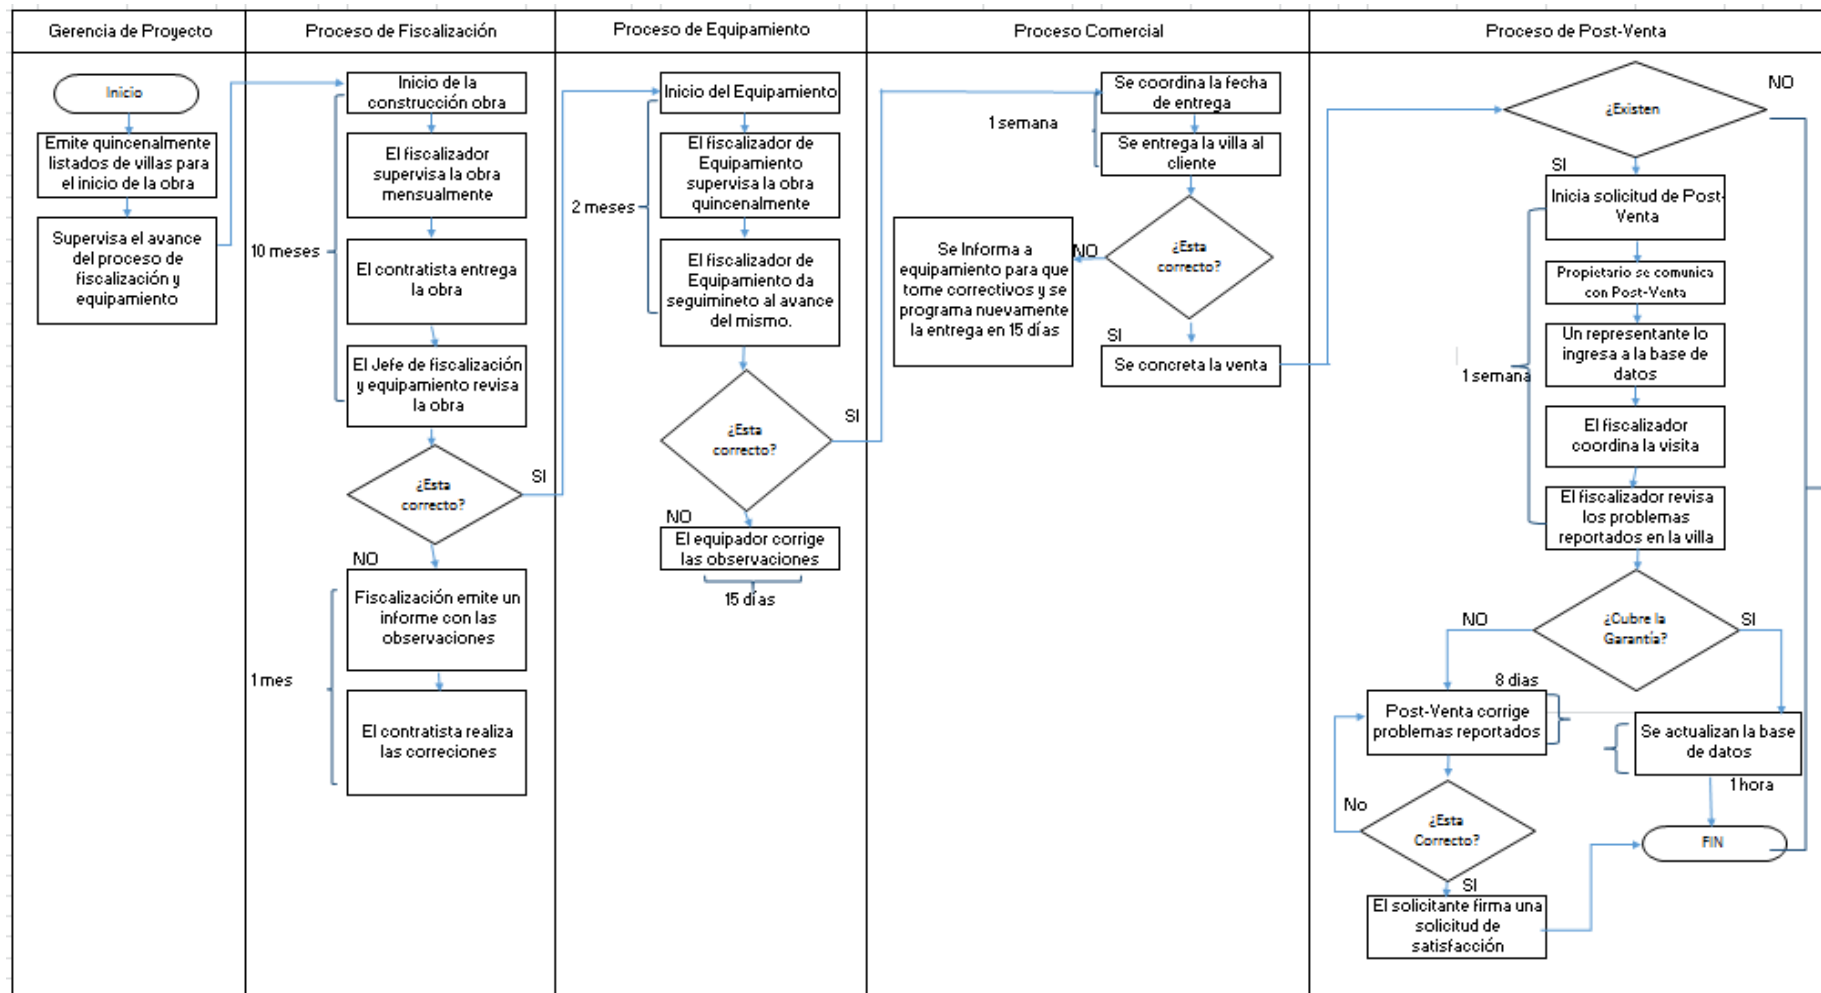 Gerencia de Proyecto
Proceso de Fiscalización
Proceso de Equipamiento
Proceso Comercial
Proceso de Post-Venta
Inicio
Emite quincenalmente
listados de villas para
el inicio de la obra
Supervisa el avance
del proceso de
fiscalización y
equipamiento
Inicio de la
construcción obra
El fiscalizador
supervisa la obra
mensualmente
10 meses
El contratista entrega
la obra
El Jefe de fiscalización
y equipamiento revisa
la obra
¿Esta
correcto?
SI
NO
Fiscalización emite un
informe con las
observaciones
1 mes
El contratista realiza
las correciones
Inicio del Equipamiento
El fiscalizador de
Equipamiento
supervisa la obra
quincenalmente
2 meses
El fiscalizador de
Equipamiento da
seguimineto al avance
del mismo.
¿Esta
correcto?
SI
NO
El equipador corrige
las observaciones
15 días
Se coordina la fecha
de entrega
1 semana
Se entrega la villa al
cliente
¿Esta
correcto?
NO
Se Informa a
equipamiento para que
tome correctivos y se
programa nuevamente
la entrega en 15 días
SI
Se concreta la venta
¿Existen
NO
SI
Inicia solicitud de Post-
Venta
Propietario se comunica
con Post-Venta
Un representante lo
ingresa a la base de
datos
1 semana
El fiscalizador
coordina la visita
El fiscalizador revisa
los problemas
reportados en la villa
¿Cubre la
Garantía?
NO
SI
8 dias
Post-Venta corrige
problemas reportados
Se actualizan la base
de datos
1 hora
¿Esta
Correcto?
No
SI
El solicitante firma una
solicitud de
satisfacción
FIN